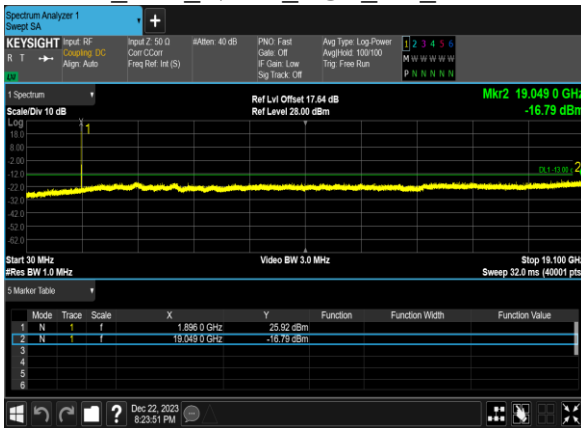 Spectrum Analyzer 1
Swept SA
KEYSIGHT Input: RF Input Z: 50 Ω #Atten: 40 dB PNO: Fast Avg Type: Log-Power 1 2 3 4 5 6
R T Coupling: DC Corr CCorr Gate: Off Avg|Hold: 100/100 M W W W W W
Align: Auto Freq Ref: Int (S) IF Gain: Low Trig: Free Run
Sig Track: Off P N N N N N
1 Spectrum Ref Lvl Offset 17.64 dB Mkr2 19.049 0 GHz
Scale/Div 10 dB Ref Level 28.00 dBm -16.79 dBm
Log
18.0
8.00
-2.00
-12.0
-22.0
-32.0
-42.0
-52.0
-62.0
1
DL1 -13.00
2
Start 30 MHz Video BW 3.0 MHz Stop 19.100 GHz
#Res BW 1.0 MHz Sweep 32.0 ms (40001 pts
5 Marker Table
Mode Trace Scale X Y Function Function Width Function Value
1 N 1 f 1.896 0 GHz 25.92 dBm
2 N 1 f 19.049 0 GHz -16.79 dBm
3
4
5
6
Dec 22, 2023
8:23:51 PM